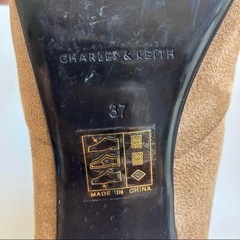 CHARLES & KEITH
37
MADE IN CHINA